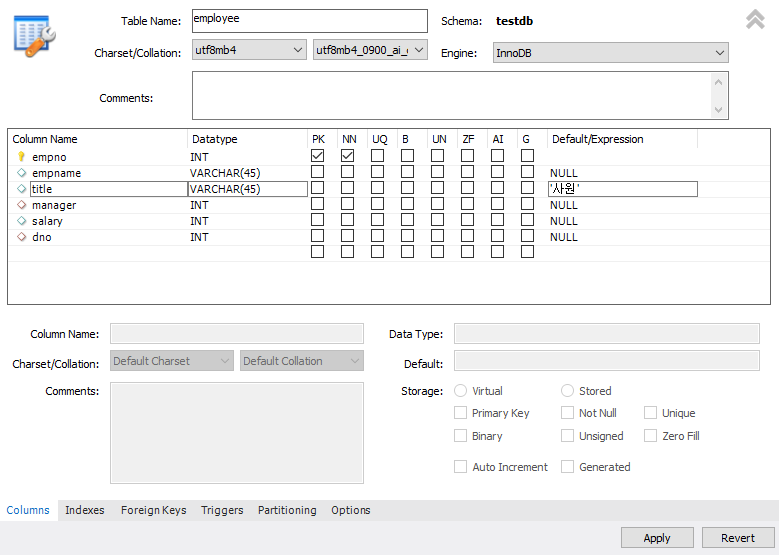 Table Name: employee Schema: testdb
Charset/Collation: utf8mb4 utf8mb4_0900_ai_ Engine: InnoDB
Comments:
Column Name Datatype PK NN UQ B UN ZF AI G Default/Expression
empno INT
empname VARCHAR(45) NULL
title VARCHAR(45) '사원'
manager INT NULL
salary INT NULL
dno INT NULL
Column Name: Data Type:
Charset/Collation: Default Charset Default Collation Default:
Comments: Storage: Virtual Stored
Primary Key Not Null Unique
Binary Unsigned Zero Fill
Auto Increment Generated
Columns Indexes Foreign Keys Triggers Partitioning Options
Apply Revert